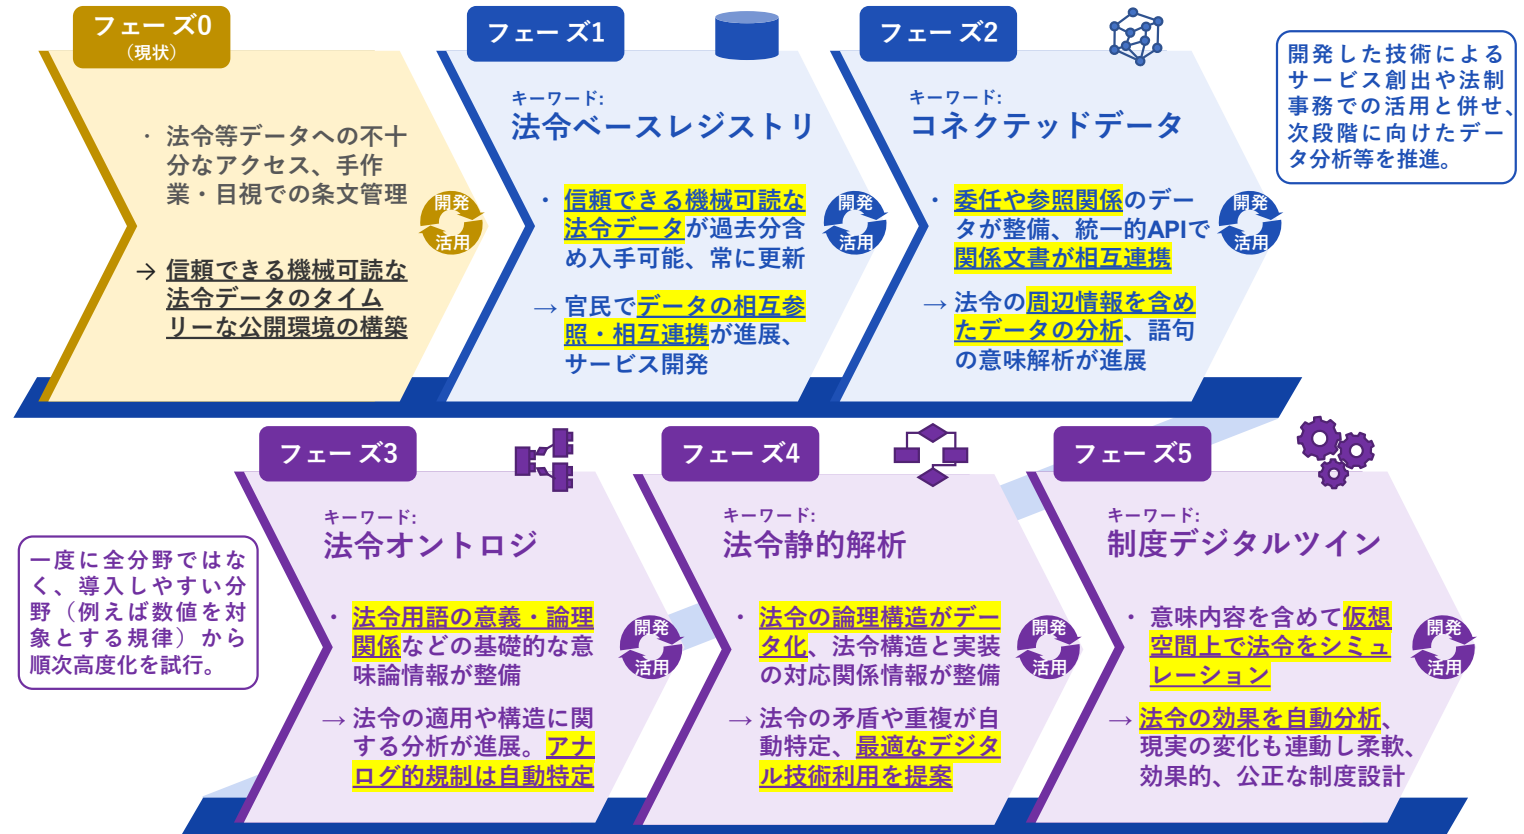 フェーズ0
（現状）
・ 法令等データへの不十
分なアクセス、手作
業・目視での条文管理
→ 信頼できる機械可読な
法令データのタイム
リーな公開環境の構築
開発
活用
フェーズ1
キーワード:
法令ベースレジストリ
・ 信頼できる機械可読な
法令データが過去分含
め入手可能、常に更新
→ 官民でデータの相互参
照・相互連携が進展、
サービス開発
開発
活用
フェーズ2
キーワード:
コネクテッドデータ
・ 委任や参照関係のデー
タが整備、統一的APIで
関係文書が相互連携
→ 法令の周辺情報を含め
たデータの分析、語句
の意味解析が進展
開発
活用
開発した技術による
サービス創出や法制
事務での活用と併せ、
次段階に向けたデー
タ分析等を推進。
一度に全分野ではな
く、導入しやすい分
野（例えば数値を対
象とする規律）から
順次高度化を試行。
フェーズ3
キーワード:
法令オントロジ
・ 法令用語の意義・論理
関係などの基礎的な意
味論情報が整備
→ 法令の適用や構造に関
する分析が進展。アナ
ログ的規制は自動特定
開発
活用
フェーズ4
キーワード:
法令静的解析
・ 法令の論理構造がデー
タ化、法令構造と実装
の対応関係情報が整備
→ 法令の矛盾や重複が自
動特定、最適なデジタ
ル技術利用を提案
開発
活用
フェーズ5
キーワード:
制度デジタルツイン
・ 意味内容を含めて仮想
空間上で法令をシミュ
レーション
→ 法令の効果を自動分析、
現実の変化も連動し柔軟、
効果的、公正な制度設計
開発
活用